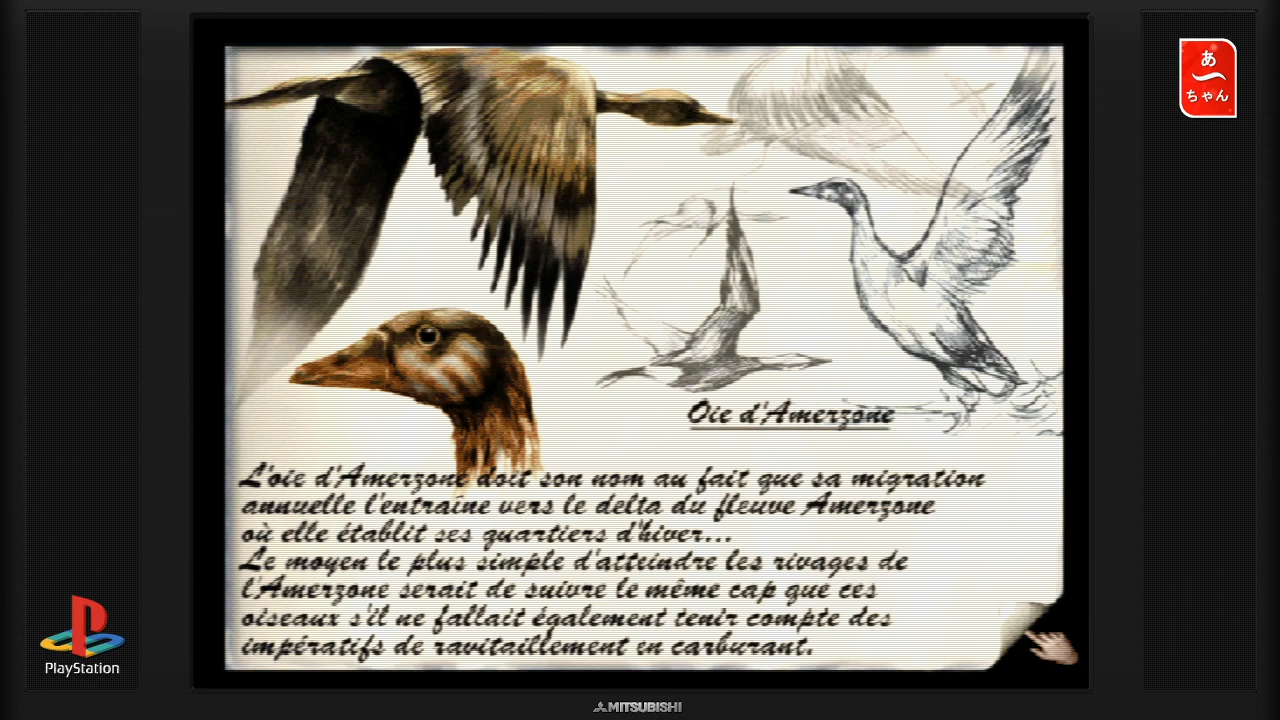 あ
ー
ちゃん
Oie d'Amerzone
L'oie d'Amerzone doit son nom au fait que sa migration
annuelle l'entraîne vers le delta du fleuve Amerzone
où elle établit ses quartiers d'hiver...
Le moyen le plus simple d'atteindre les rivages de
l'Amerzone serait de suivre le même cap que ces
oiseaux s'il ne fallait également tenir compte des
impératifs de ravitaillement en carburant.
PlayStation
MITSUBISHI